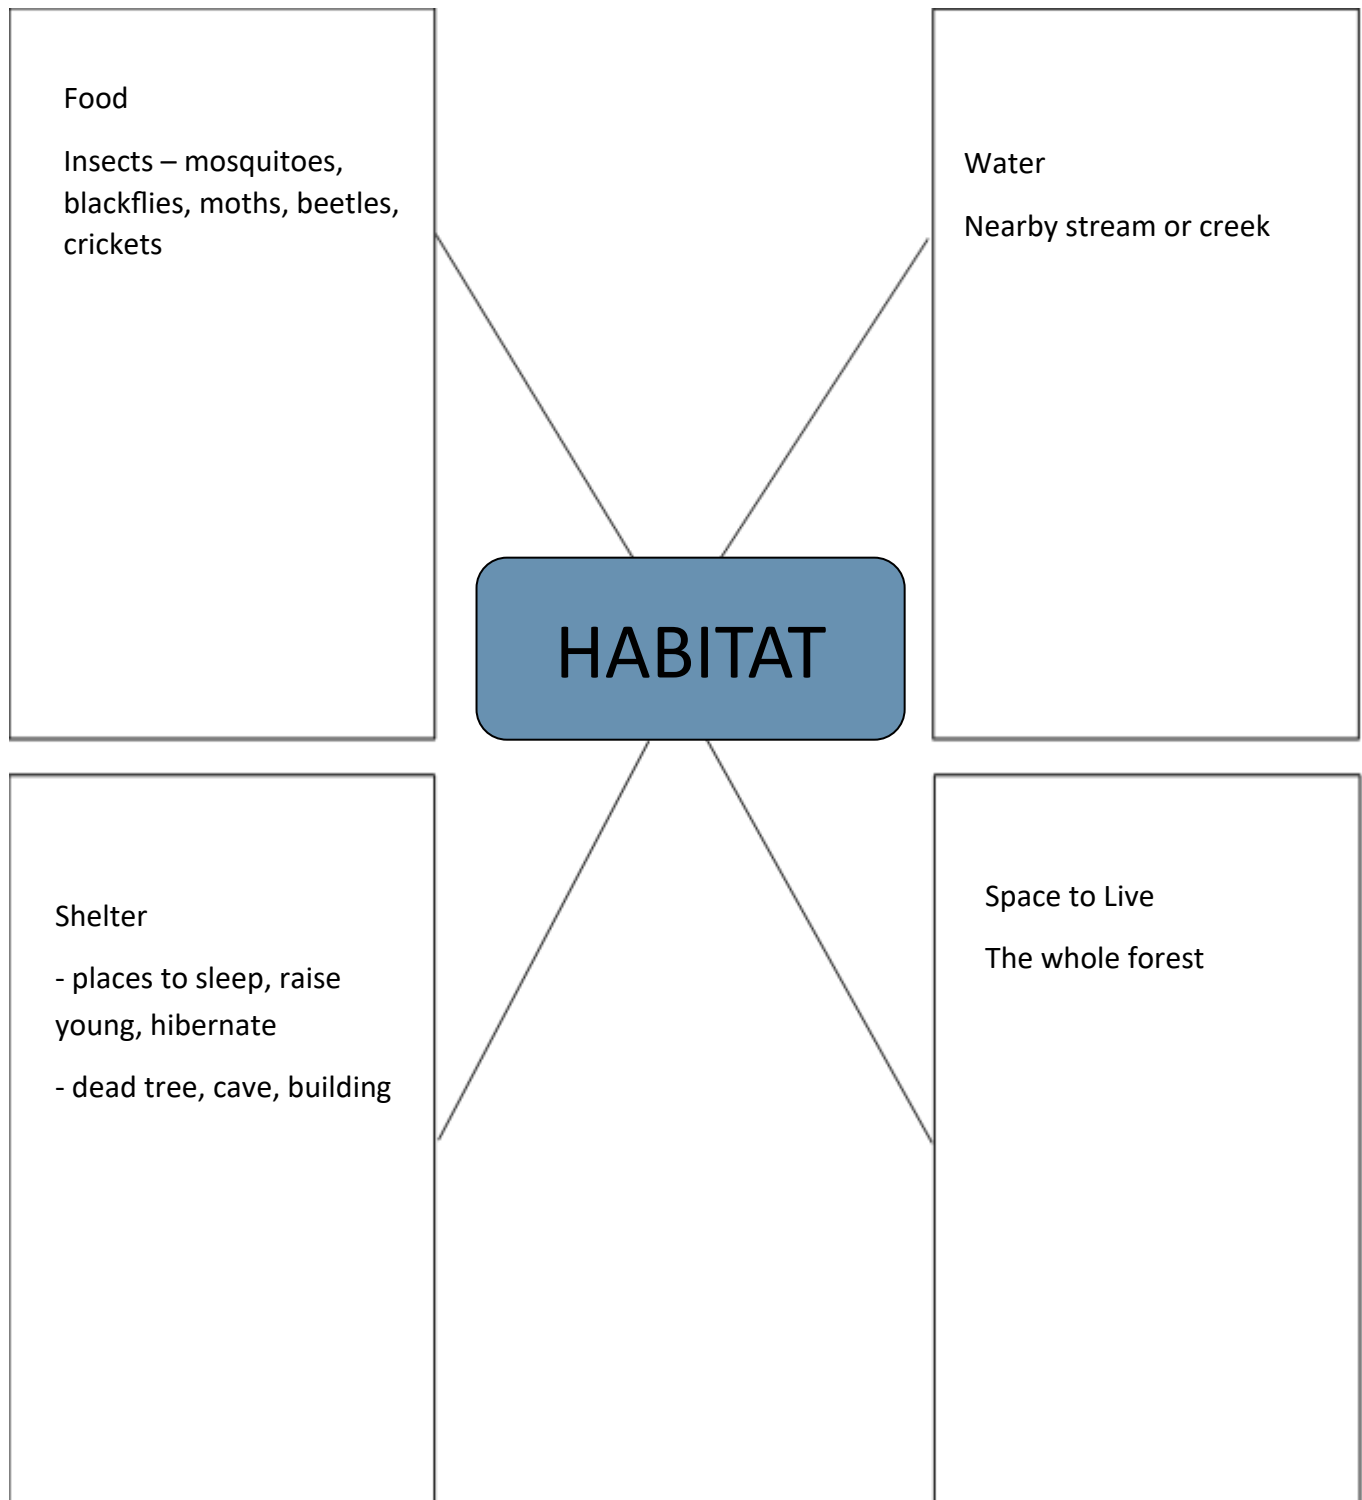 Food
Insects – mosquitoes,
blackflies, moths, beetles,
crickets
Water
Nearby stream or creek
HABITAT
Shelter
- places to sleep, raise
young, hibernate
- dead tree, cave, building
Space to Live
The whole forest